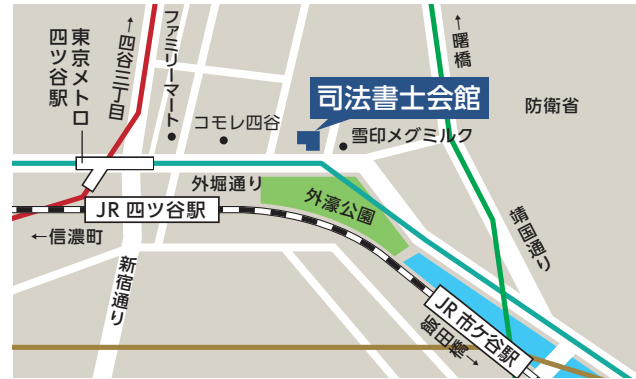 東京メトロ
四ツ谷駅
←四谷三丁目
ファミリーマート
コモレ四谷
司法書士会館
雪印メグミルク
←曙橋
防衛省
外堀通り
外濠公園
靖国通り
JR 四ツ谷駅
←信濃町
新宿通り
JR 市ケ谷駅
飯田橋→